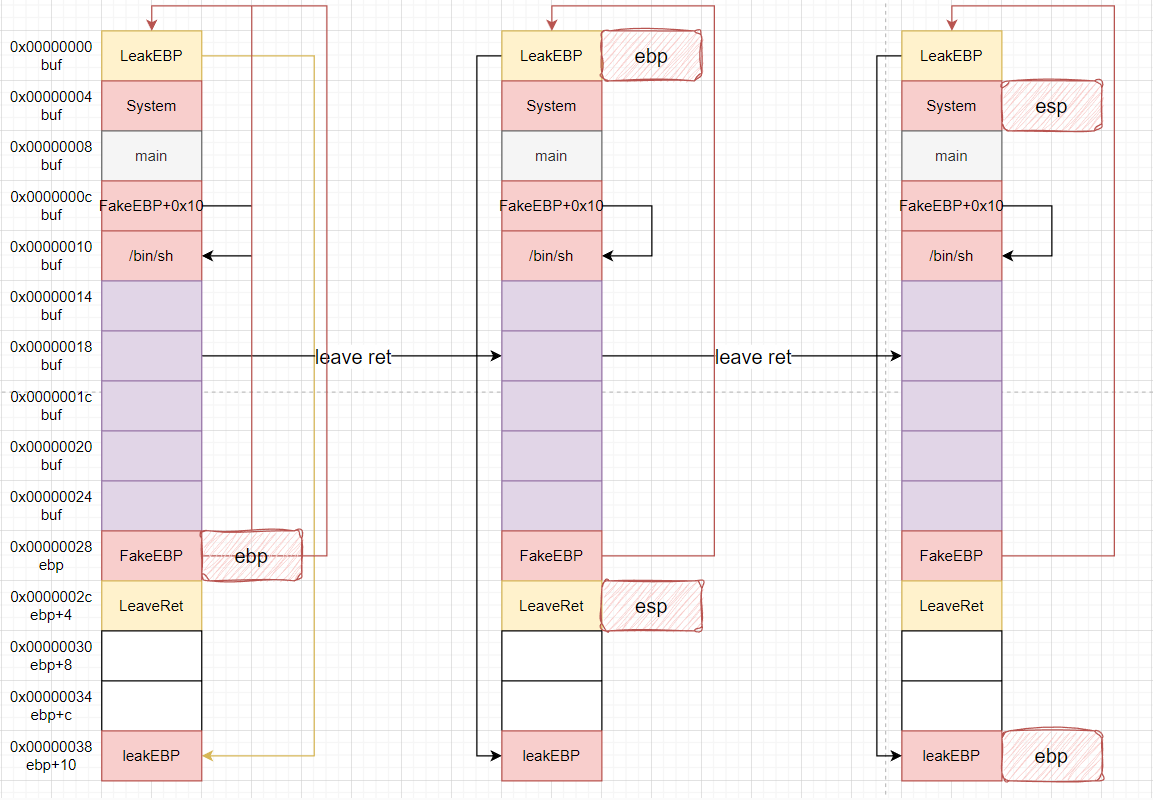 0x00000000
buf
LeakEBP
LeakEBP
ebp
LeakEBP
0x00000004
buf
System
System
System
esp
0x00000008
buf
main
main
main
0x0000000c
buf
FakeEBP+0x10
FakeEBP+0x10
FakeEBP+0x10
0x00000010
buf
/bin/sh
/bin/sh
/bin/sh
0x00000014
buf
0x00000018
buf
leave ret
leave ret
0x0000001c
buf
0x00000020
buf
0x00000024
buf
0x00000028
ebp
FakeEBP
ebp
FakeEBP
FakeEBP
0x0000002c
ebp+4
LeaveRet
LeaveRet
esp
LeaveRet
0x00000030
ebp+8
0x00000034
ebp+c
0x00000038
ebp+10
leakEBP
leakEBP
leakEBP
ebp